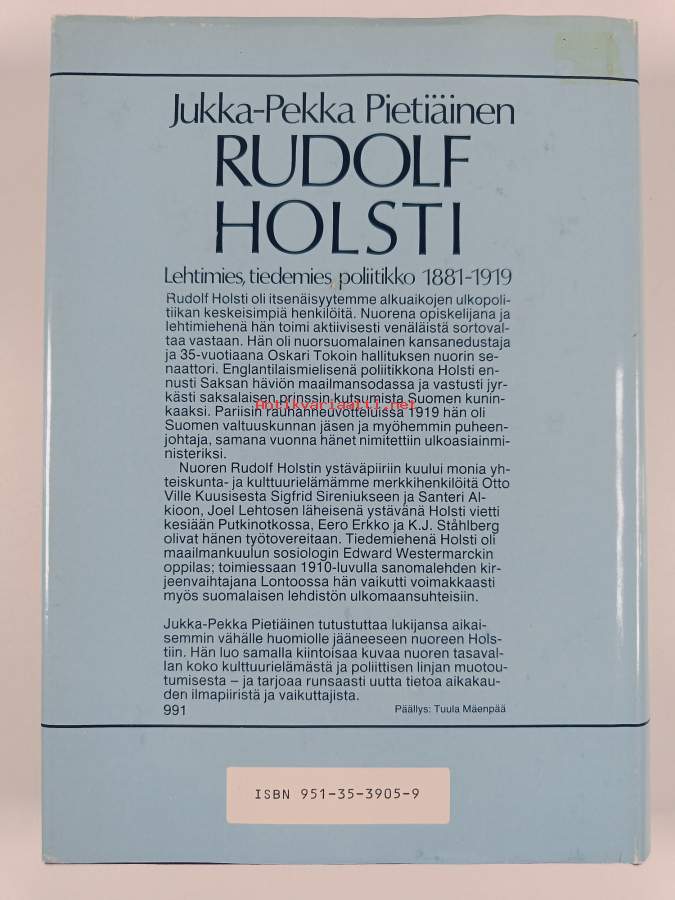 Jukka-Pekka Pietiäinen
RUDOLF
HOLSTI
Lehtimies, tiedemies, poliitikko 1881-1919
Rudolf Holsti oli itsenäisyytemme alkuaikojen ulkopoli-
tiikan keskeisimpiä henkilöitä. Nuorena opiskelijana ja
lehtimiehenä hän toimi aktiivisesti venäläistä sortoval-
taa vastaan. Hän oli nuorsuomalainen kansanedustaja
ja 35-vuotiaana Oskari Tokoin hallituksen nuorin se-
naattori. Englantilaismielisenä poliitikkona Holsti en-
nusti Saksan häviön maailmansodassa ja vastusti jyr-
kästi saksalaisen prinssin kutsumista Suomen kunin-
Antikvariaatti.net
kaaksi. Pariisin rauhanneuvotteluissa 1919 hän oli
Suomen valtuuskunnan jäsen ja myöhemmin puheen-
johtaja, samana vuonna hänet nimitettiin ulkoasiainmi-
nisteriksi.
Nuoren Rudolf Holstin ystäväpiiriin kuului monia yh-
teiskunta- ja kulttuurielämämme merkkihenkilöitä Otto
Ville Kuusisesta Sigfrid Sireniukseen ja Santeri Al-
kioon, Joel Lehtosen läheisenä ystävänä Holsti vietti
kesiään Putkinotkossa, Eero Erkko ja K.J. Ståhlberg
olivat hänen työtovereitaan. Tiedemiehenä Holsti oli
maailmankuulun sosiologin Edward Westermarckin
oppilas; toimiessaan 1910-luvulla sanomalehden kir-
jeenvaihtajana Lontoossa hän vaikutti voimakkaasti
myös suomalaisen lehdistön ulkomaansuhteisiin.
Jukka-Pekka Pietiäinen tutustuttaa lukijansa aikai-
semmin vähälle huomiolle jääneeseen nuoreen Hols-
tiin. Hän luo samalla kiintoisaa kuvaa nuoren tasaval-
lan koko kulttuurielämästä ja poliittisen linjan muotou-
tumisesta – ja tarjoaa runsaasti uutta tietoa aikakau-
den ilmapiiristä ja vaikuttajista.
991 Päällys: Tuula Mäenpää
ISBN 951-35-3905-9